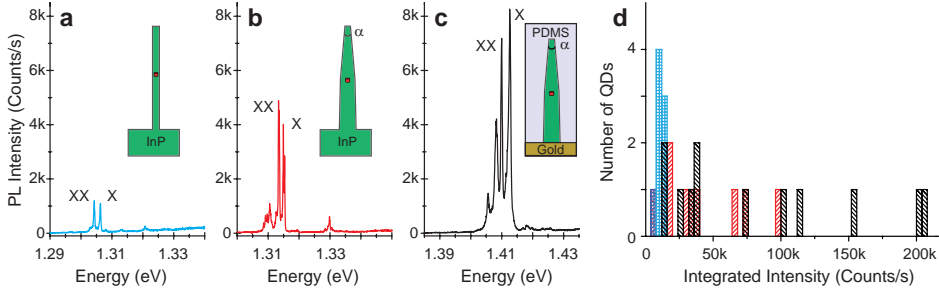 a
8k
6k
4k
2k
0
PL Intensity (Counts/s)
XX X
InP
1.29 1.31 1.33
Energy (eV)
b
8k
6k
4k
2k
0
α
XX
X
InP
1.29 1.31 1.33
Energy (eV)
c
8k
6k
4k
2k
0
X
XX
PDMS
α
Gold
1.39 1.41 1.43
Energy (eV)
d
4
2
0
Number of QDs
0 50k 100k 150k 200k
Integrated Intensity (Counts/s)